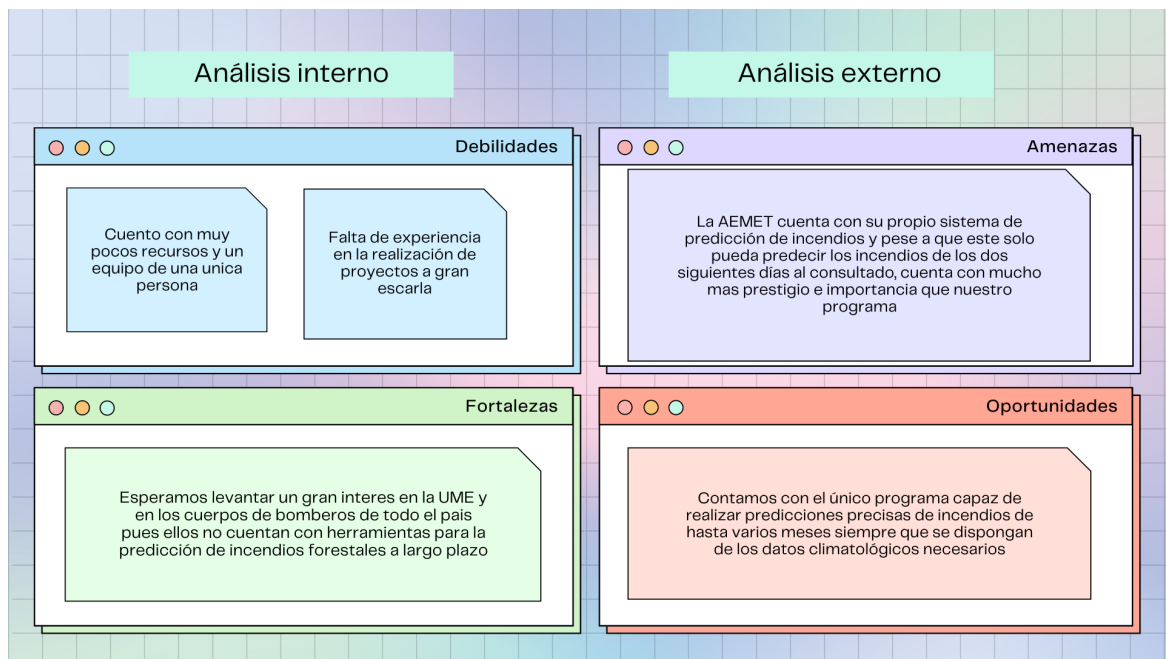 Análisis interno
Análisis externo
Debilidades
Cuento con muy
pocos recursos y un
equipo de una unica
persona
Falta de experiencia
en la realización de
proyectos a gran
escarla
Amenazas
La AEMET cuenta con su propio sistema de
predicción de incendios y pese a que este solo
pueda predecir los incendios de los dos
siguientes días al consultado, cuenta con mucho
mas prestigio e importancia que nuestro
programa
Fortalezas
Esperamos levantar un gran interes en la UME y
en los cuerpos de bomberos de todo el pais
pues ellos no cuentan con herramientas para la
predicción de incendios forestales a largo plazo
Oportunidades
Contamos con el único programa capaz de
realizar predicciones precisas de incendios de
hasta varios meses siempre que se dispongan
de los datos climatológicos necesarios